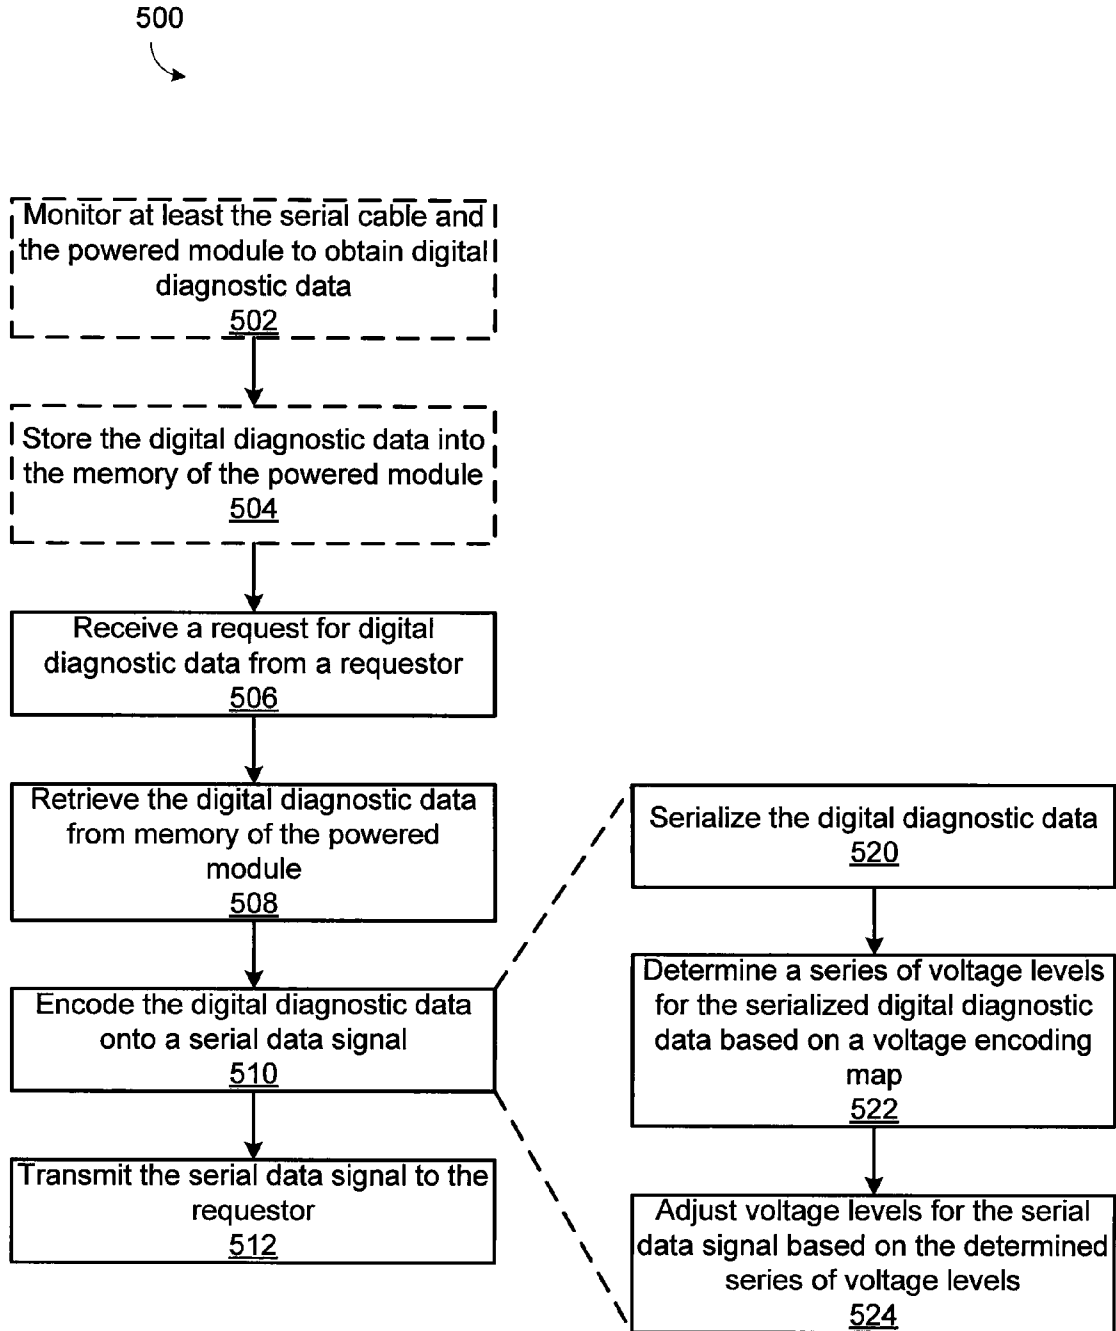 500
Monitor at least the serial cable and
the powered module to obtain digital
diagnostic data
502
Store the digital diagnostic data into
the memory of the powered module
504
Receive a request for digital
diagnostic data from a requestor
506
Retrieve the digital diagnostic data
from memory of the powered
module
508
Encode the digital diagnostic data
onto a serial data signal
510
Transmit the serial data signal to the
requestor
512
Serialize the digital diagnostic data
520
Determine a series of voltage levels
for the serialized digital diagnostic
data based on a voltage encoding
map
522
Adjust voltage levels for the serial
data signal based on the determined
series of voltage levels
524